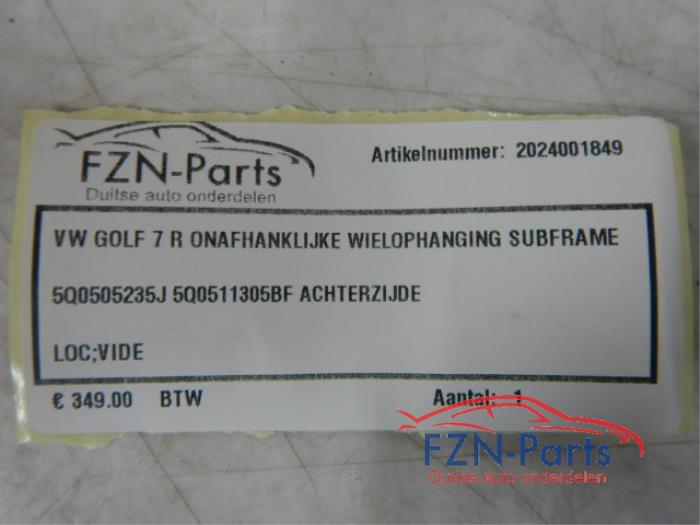 FZN-Parts
Duitse auto onderdelen
Artikelnummer: 2024001849
VW GOLF 7 R ONAFHANKLIJKE WIELOPHANGING SUBFRAME
5Q0505235J 5Q0511305BF ACHTERZIJDE
LOC;VIDE
€ 349.00 BTW Aantal: 1
FZN-Parts
Duitse auto onderdelen